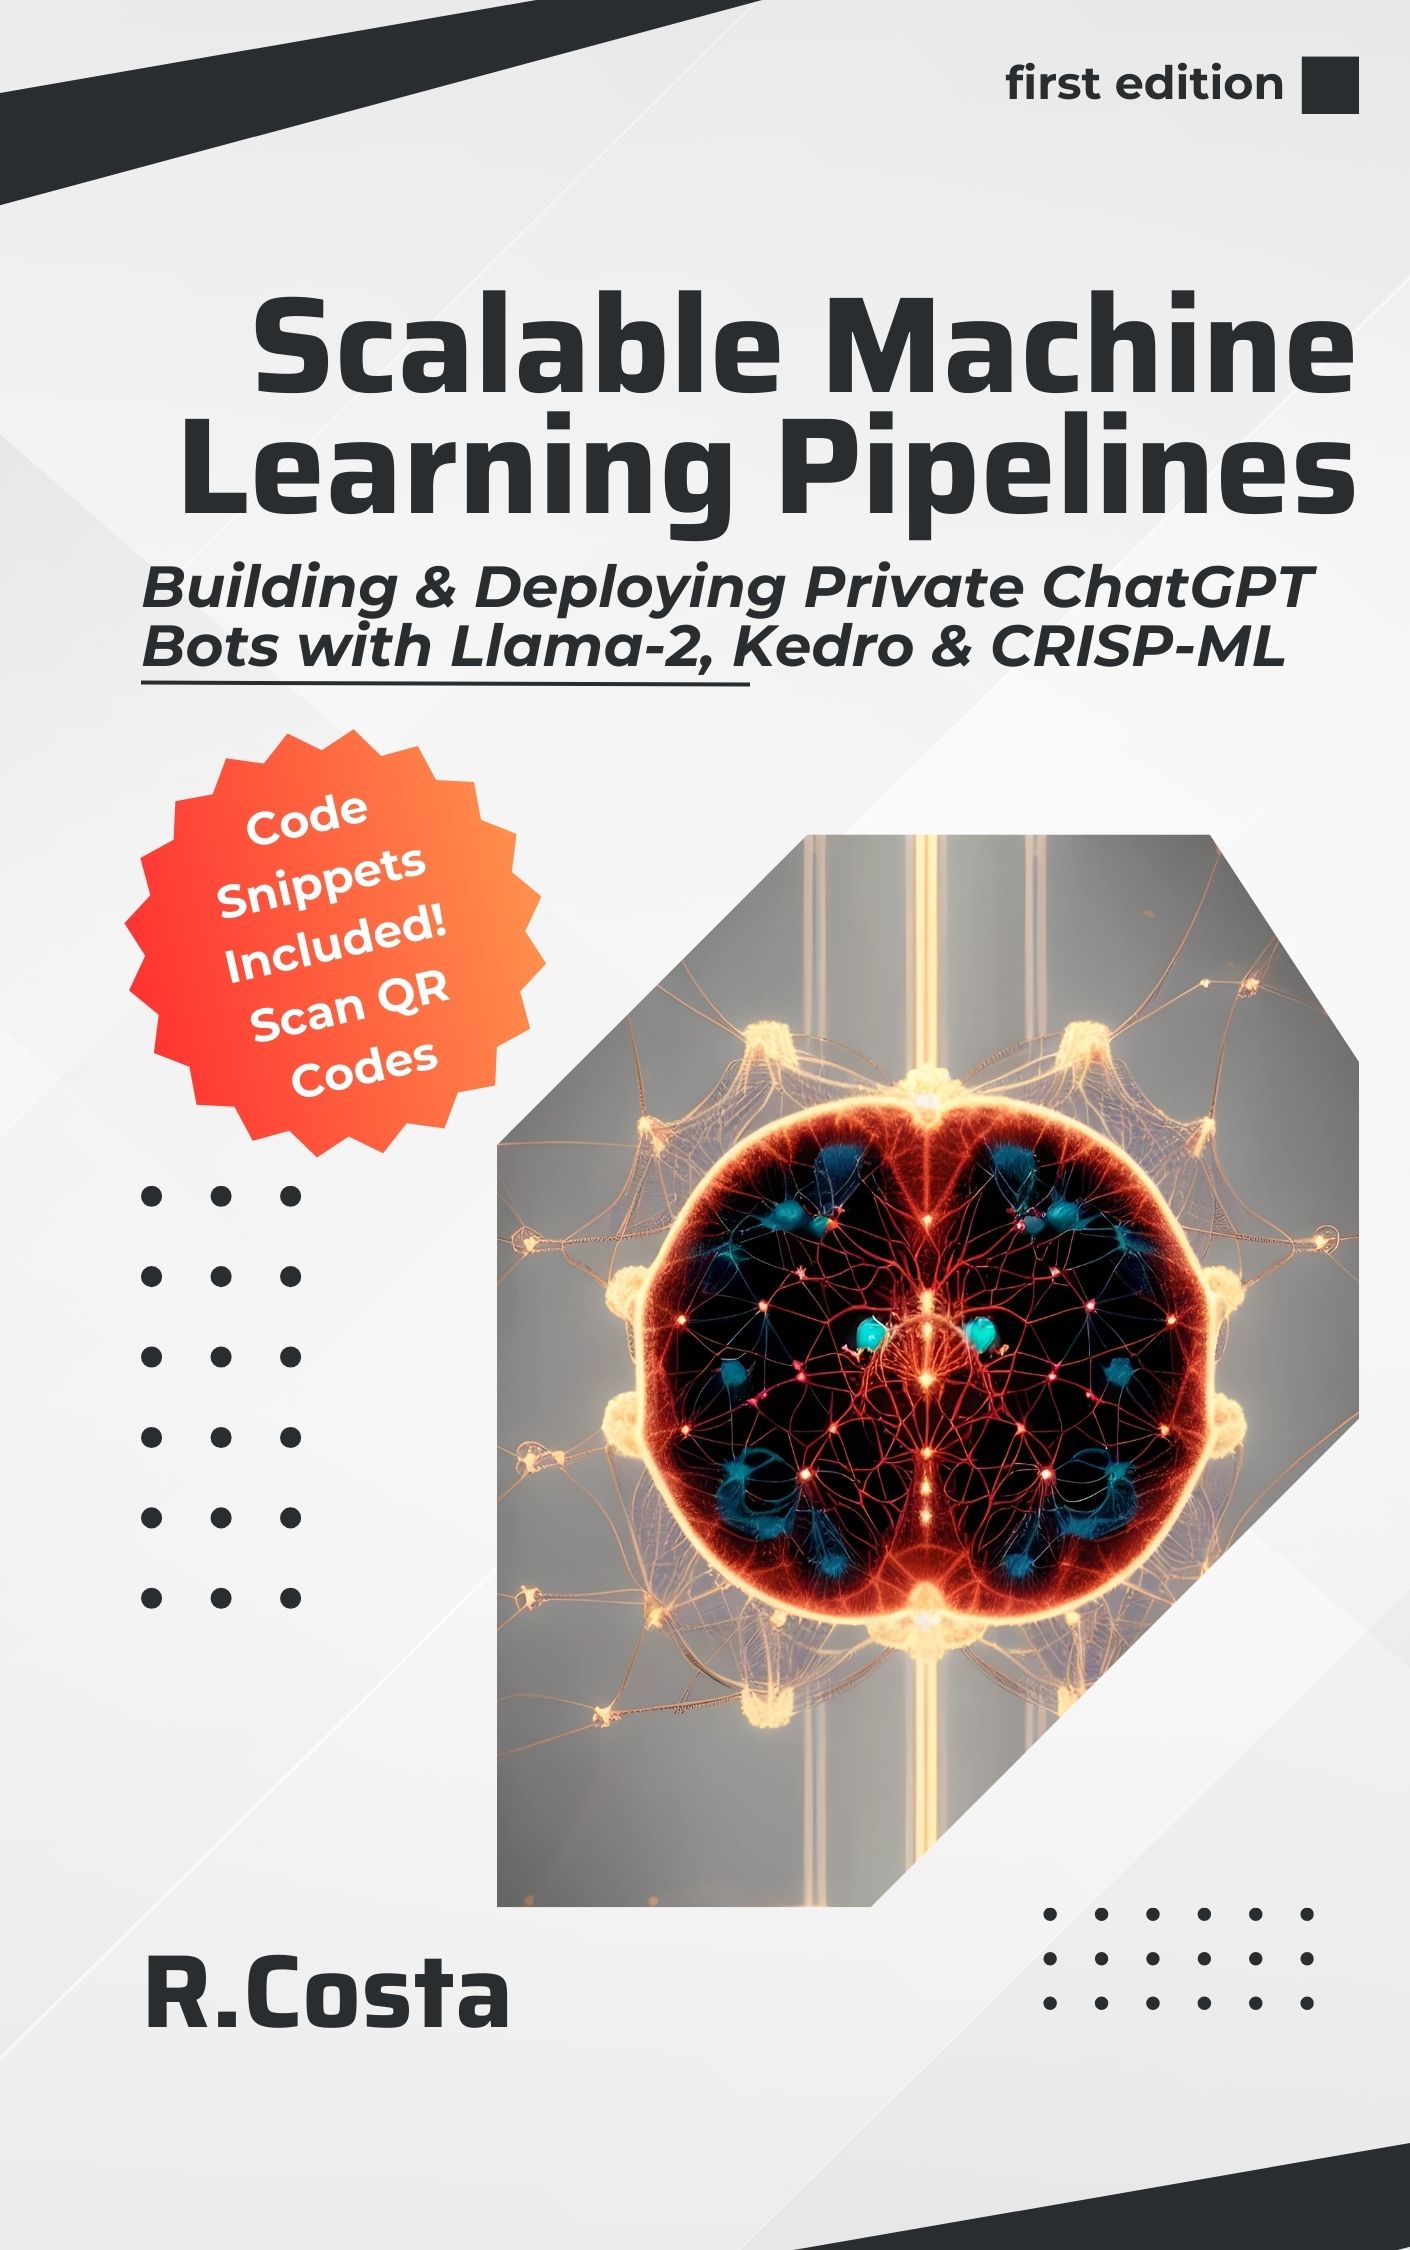 first edition
Scalable Machine
Learning Pipelines
Building & Deploying Private ChatGPT
Bots with Llama-2, Kedro & CRISP-ML
Code
Snippets
Included!
Scan QR
Codes
R.Costa